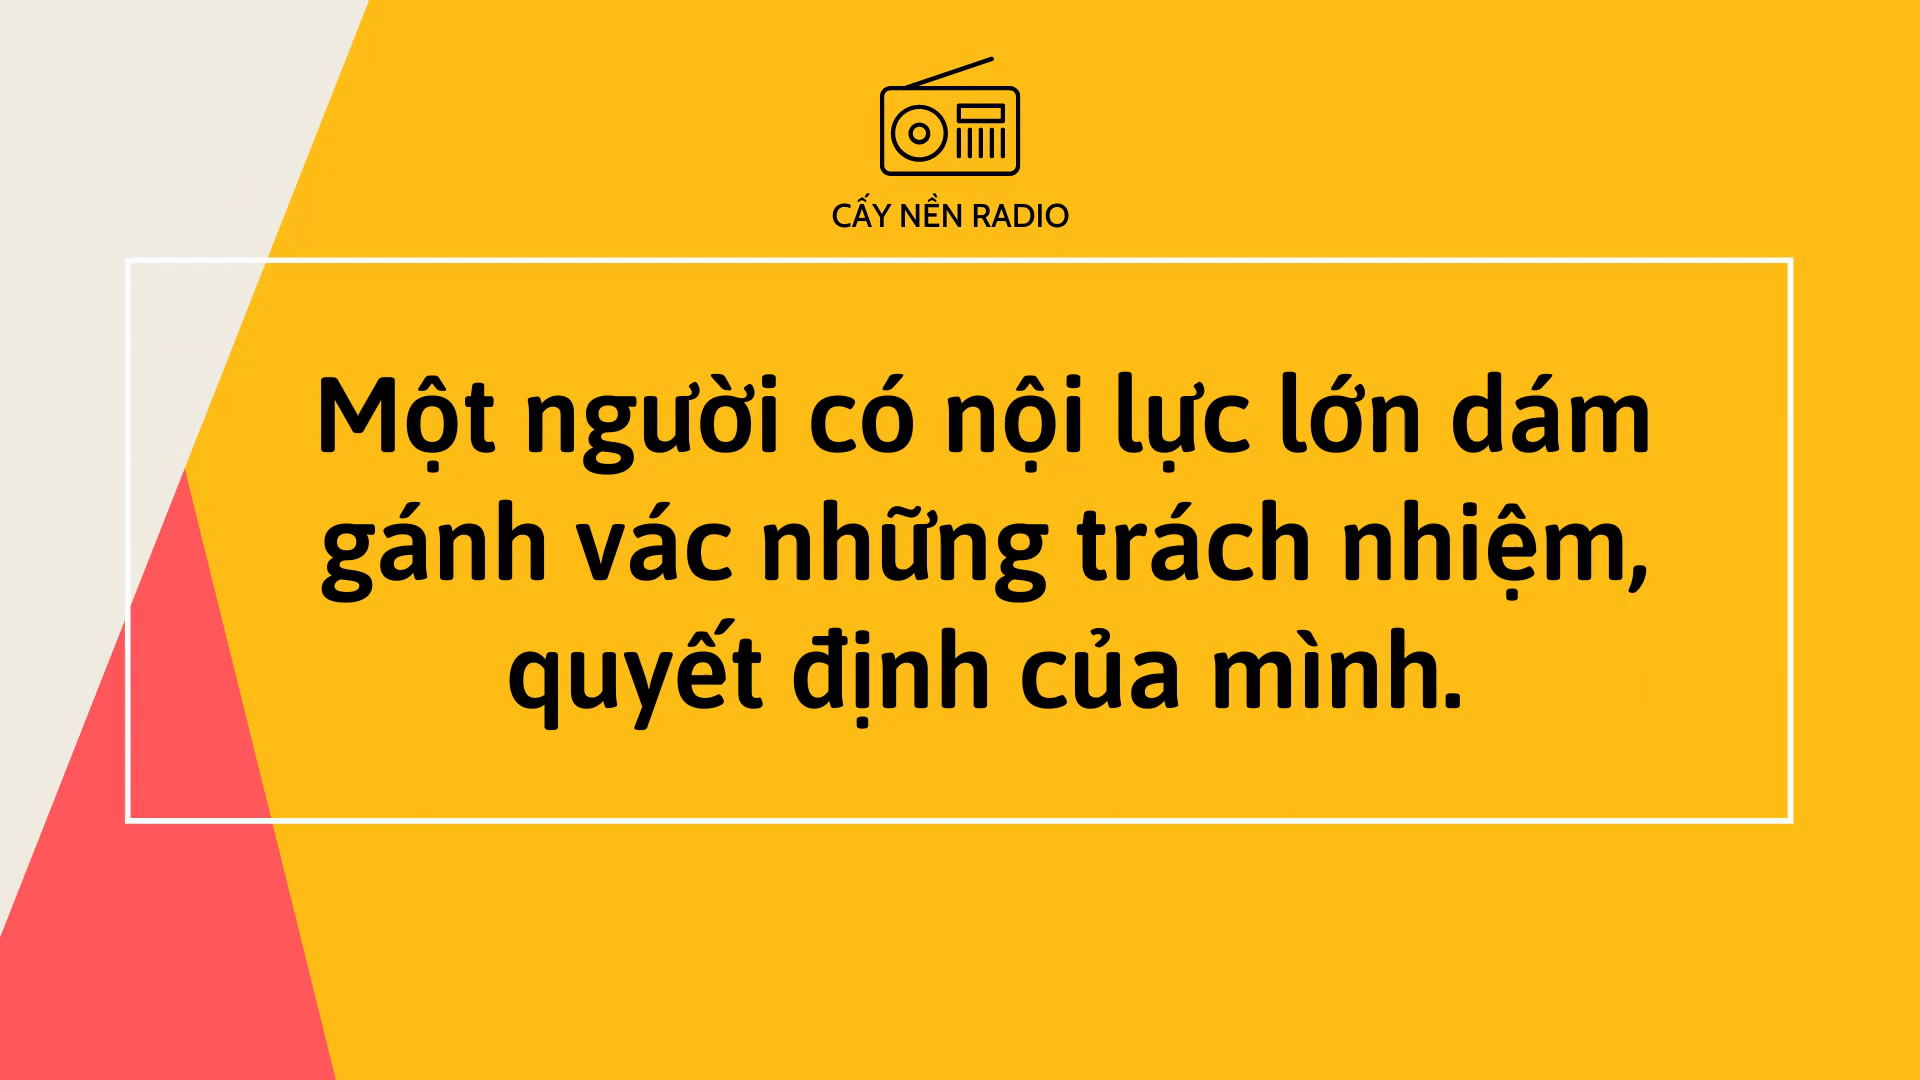 CẤY NỀN RADIO
Một người có nội lực lớn dám
gánh vác những trách nhiệm,
quyết định của mình.